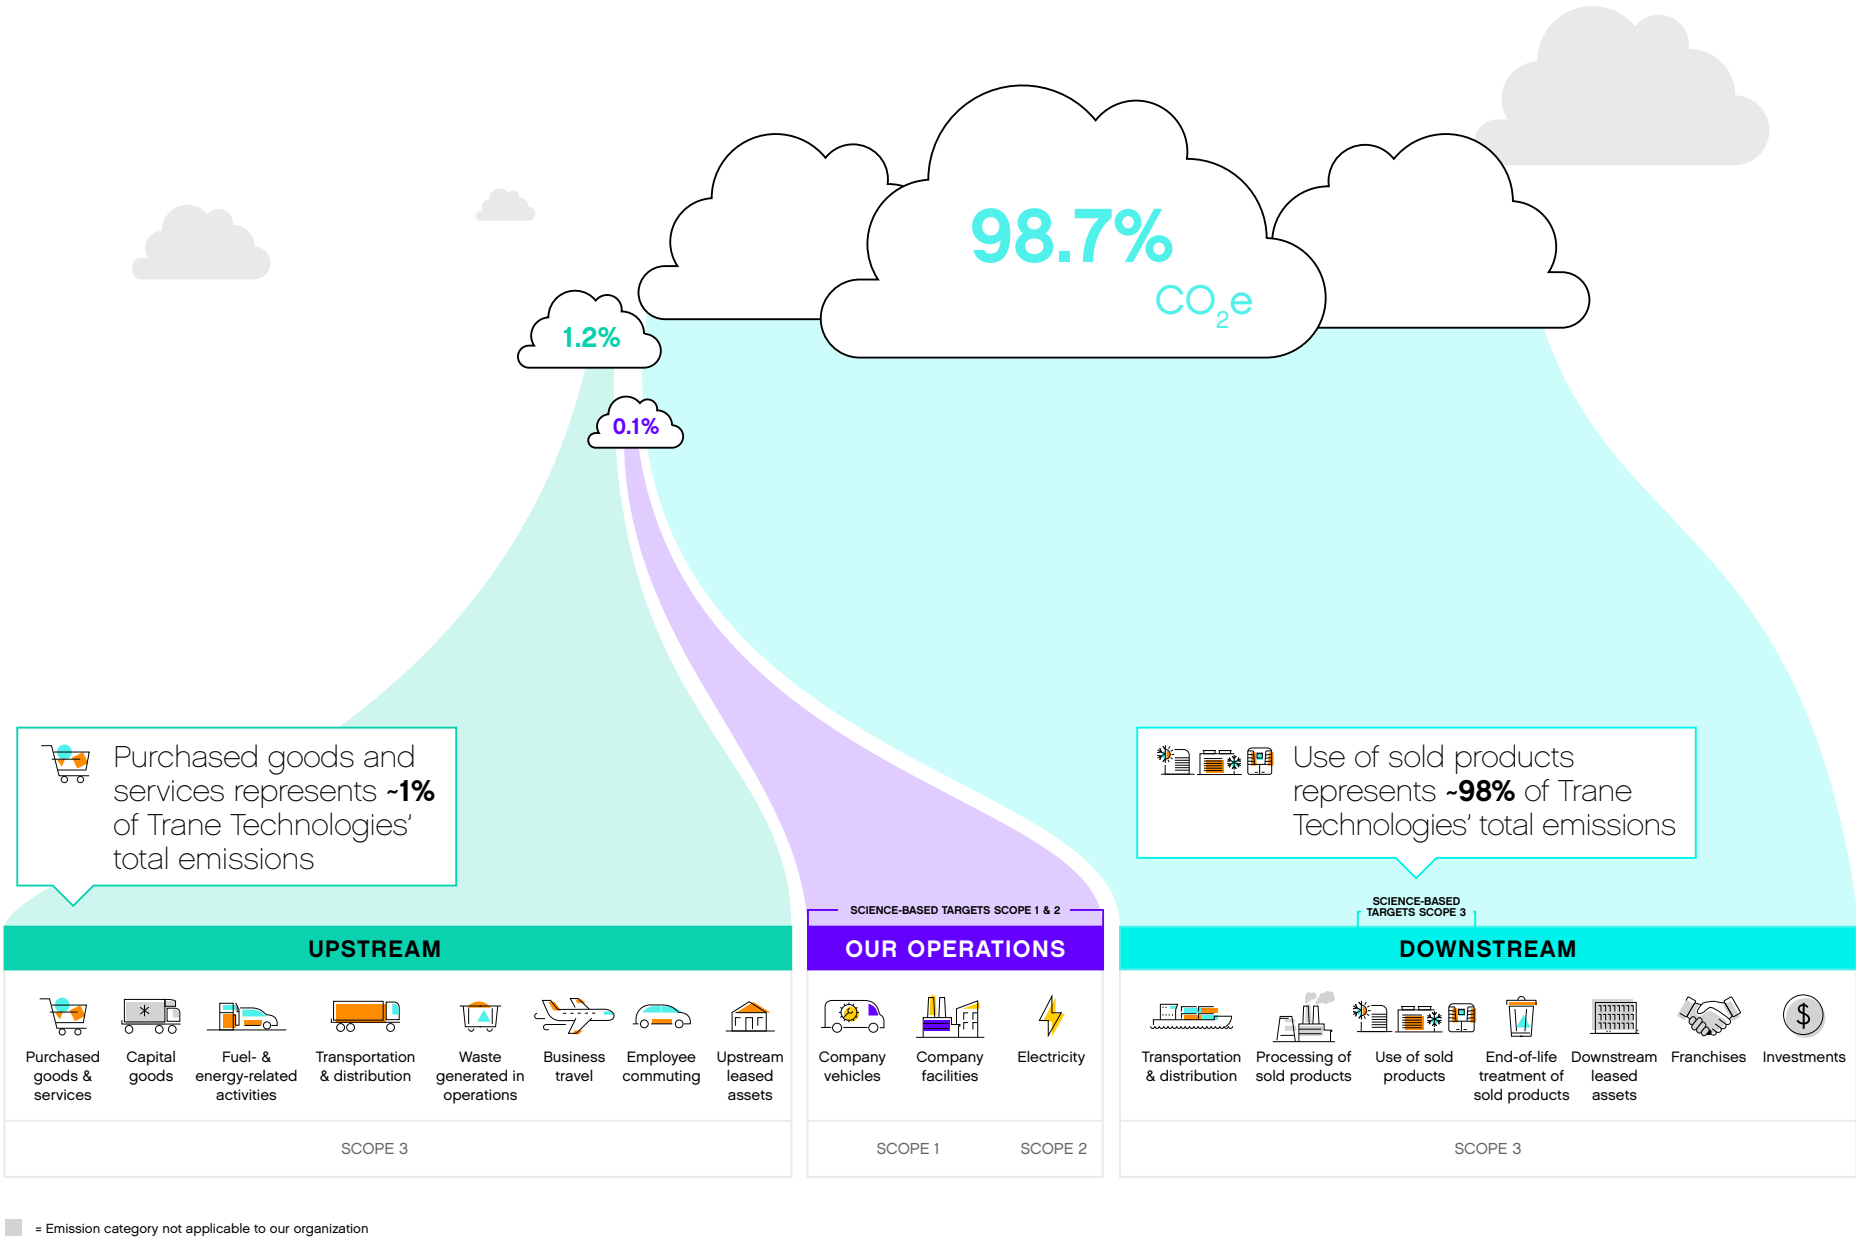 98.7%
CO₂e
1.2%
0.1%
Purchased goods and
services represents ~1%
of Trane Technologies’
total emissions
Use of sold products
represents ~98% of Trane
Technologies’ total emissions
SCIENCE-BASED TARGETS SCOPE 1 & 2
SCIENCE-BASED
TARGETS SCOPE 3
UPSTREAM
OUR OPERATIONS
DOWNSTREAM
Purchased
goods &
services
Capital
goods
Fuel- &
energy-related
activities
Transportation
& distribution
Waste
generated in
operations
Business
travel
Employee
commuting
Upstream
leased
assets
Company
vehicles
Company
facilities
Electricity
Transportation
& distribution
Processing of
sold products
Use of sold
products
End-of-life
treatment of
sold products
Downstream
leased
assets
Franchises
$
Investments
SCOPE 3
SCOPE 1
SCOPE 2
SCOPE 3
= Emission category not applicable to our organization